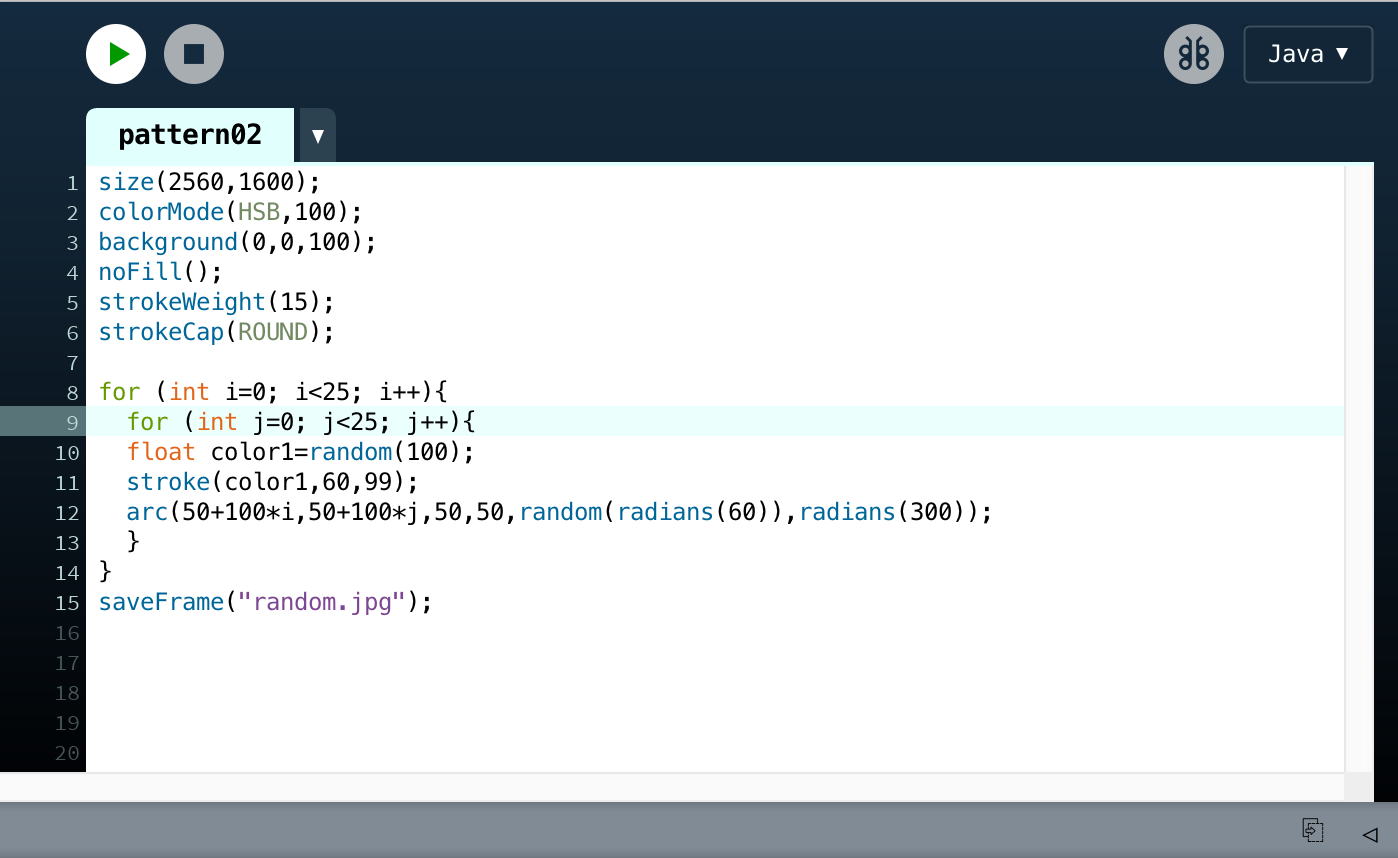 Java ▼
pattern02 ▼
1 size(2560,1600);
2 colorMode(HSB,100);
3 background(0,0,100);
4 noFill();
5 strokeWeight(15);
6 strokeCap(ROUND);
7
8 for (int i=0; i<25; i++){
9   for (int j=0; j<25; j++){
10   float color1=random(100);
11   stroke(color1,60,99);
12   arc(50+100*i,50+100*j,50,50,random(radians(60)),radians(300));
13   }
14 }
15 saveFrame("random.jpg");
16
17
18
19
20